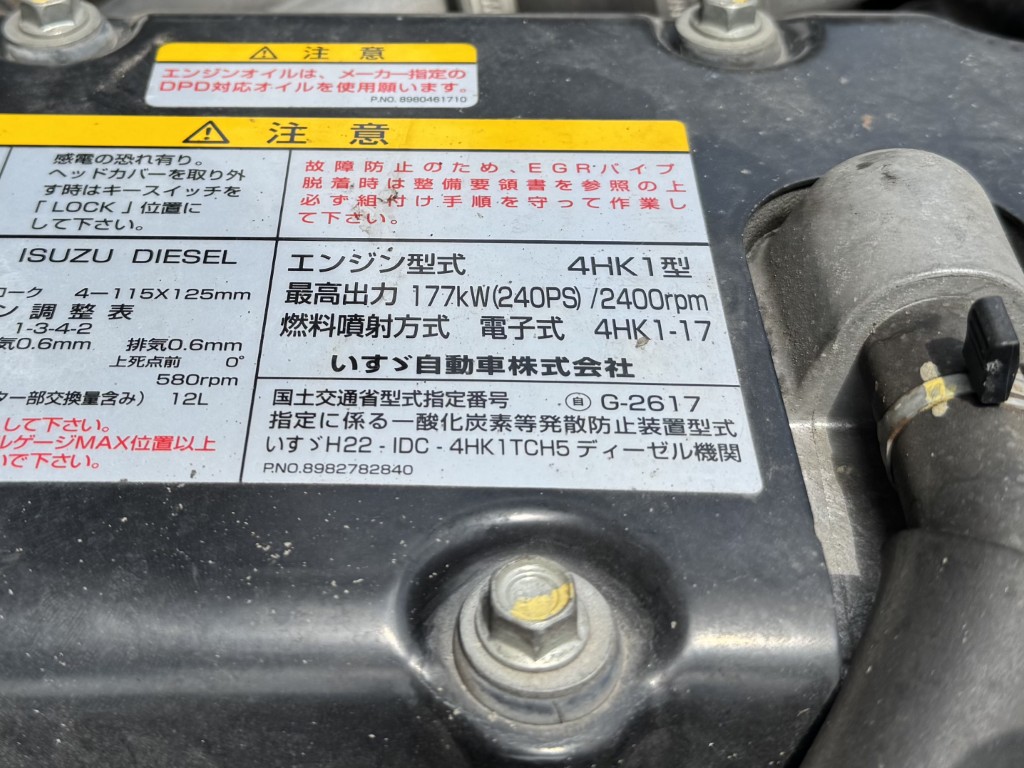 注意
エンジンオイルは、メーカー指定の
DPD対応オイルを使用願います。
P.NO. 8980461710
注意
感電の恐れ有り。
ヘッドカバーを取り外
す時はキースイッチを
「LOCK」位置に
して下さい。
故障防止のため、EGRパイプ
脱着時は整備要領書を参照の上
必ず組付け手順を守って作業し
て下さい。
ISUZU DIESEL
ローク 4-115X125mm
ン調整表
1-3-4-2
気0.6mm 排気0.6mm
上死点前 0°
580rpm
ター部交換量含み) 12L
して下さい。
ルゲージMAX位置以上
いで下さい。
エンジン型式 4HK1型
最高出力 177kW(240PS) /2400rpm
燃料噴射方式 電子式 4HK1-17
いすゞ自動車株式会社
国土交通省型式指定番号 ㊐ G-2617
指定に係る一酸化炭素等発散防止装置型式
いすゞH22 - IDC - 4HK1TCH5 ディーゼル機関
P.NO.8982782840